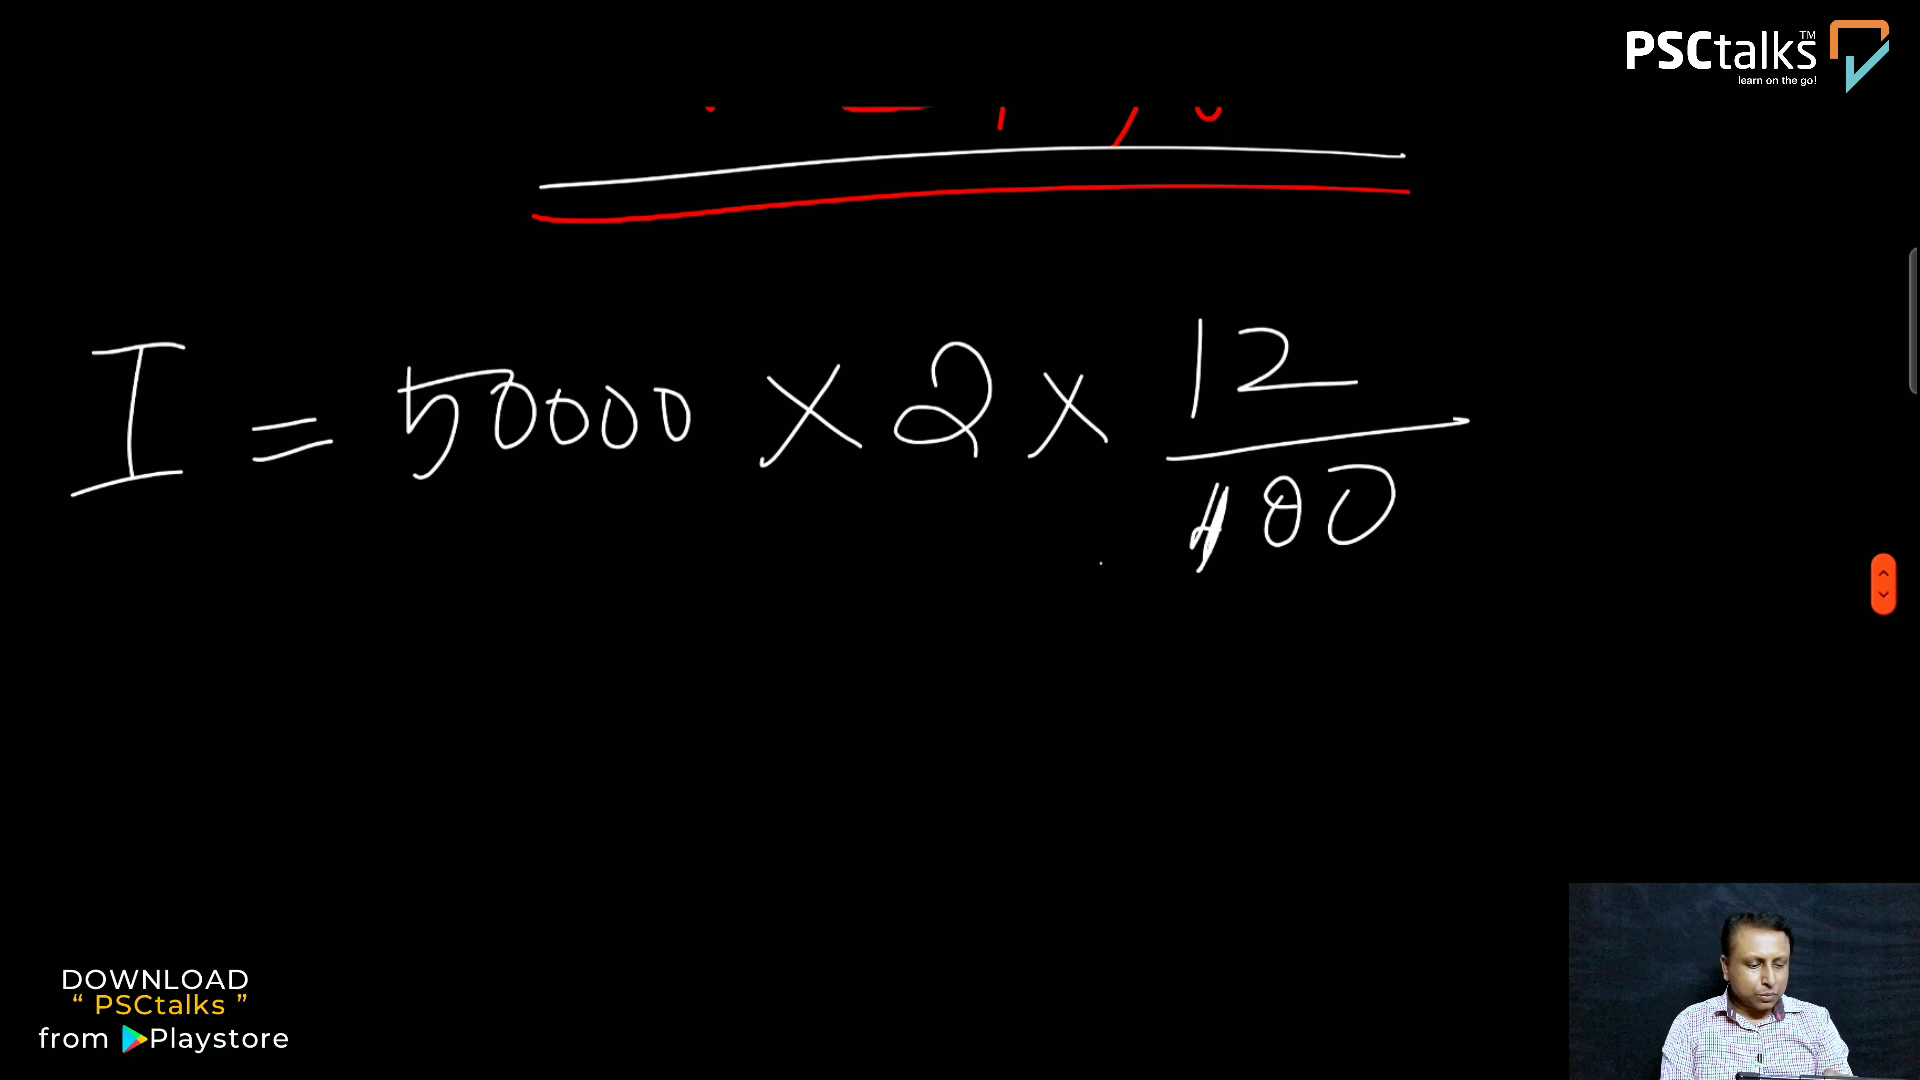 PSCtalks™
learn on the go!
I = 50000 × 2 × 12/100
DOWNLOAD
“ PSCtalks ”
from Playstore